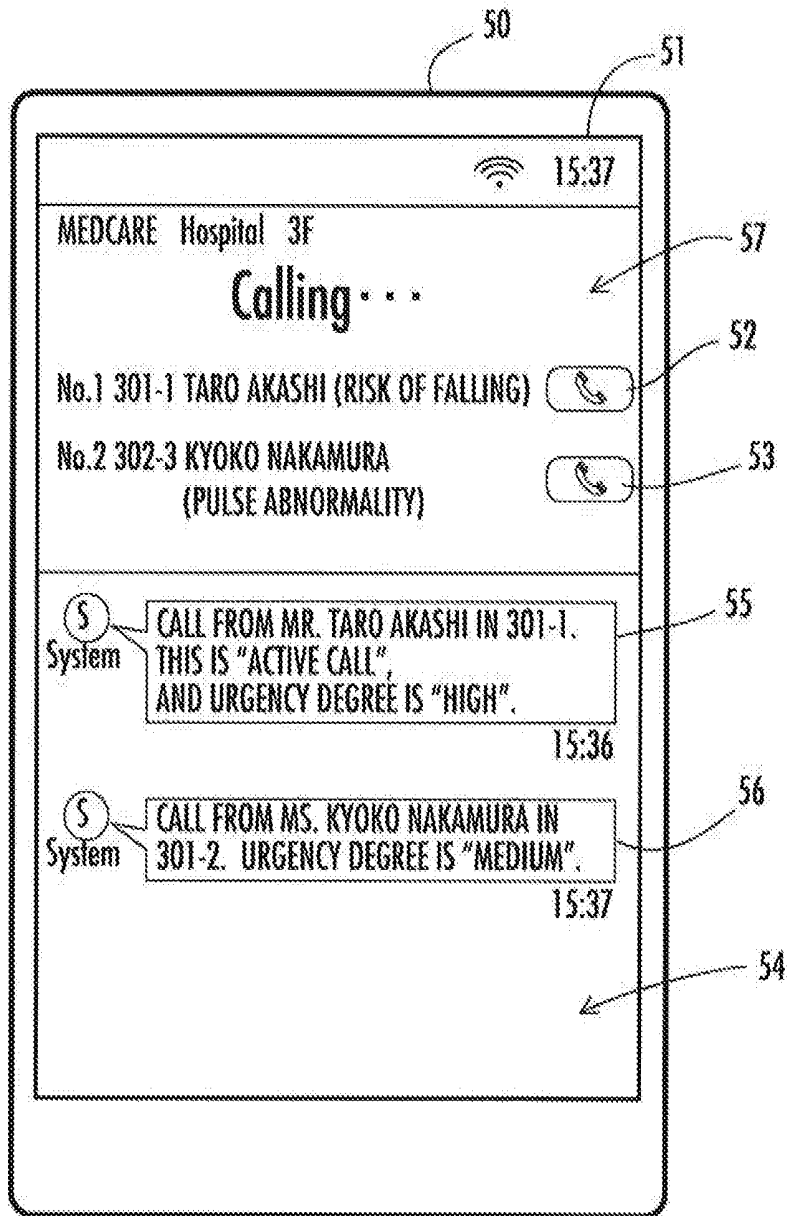 50
51
15:37
MEDCARE Hospital 3F
57
Calling···
52
No.1 301-1 TARO AKASHI (RISK OF FALLING)
No.2 302-3 KYOKO NAKAMURA
53
(PULSE ABNORMALITY)
S
System
CALL FROM MR. TARO AKASHI IN 301-1.
THIS IS "ACTIVE CALL",
AND URGENCY DEGREE IS "HIGH".
55
15:36
S
System
CALL FROM MS. KYOKO NAKAMURA IN
301-2. URGENCY DEGREE IS "MEDIUM".
56
15:37
54